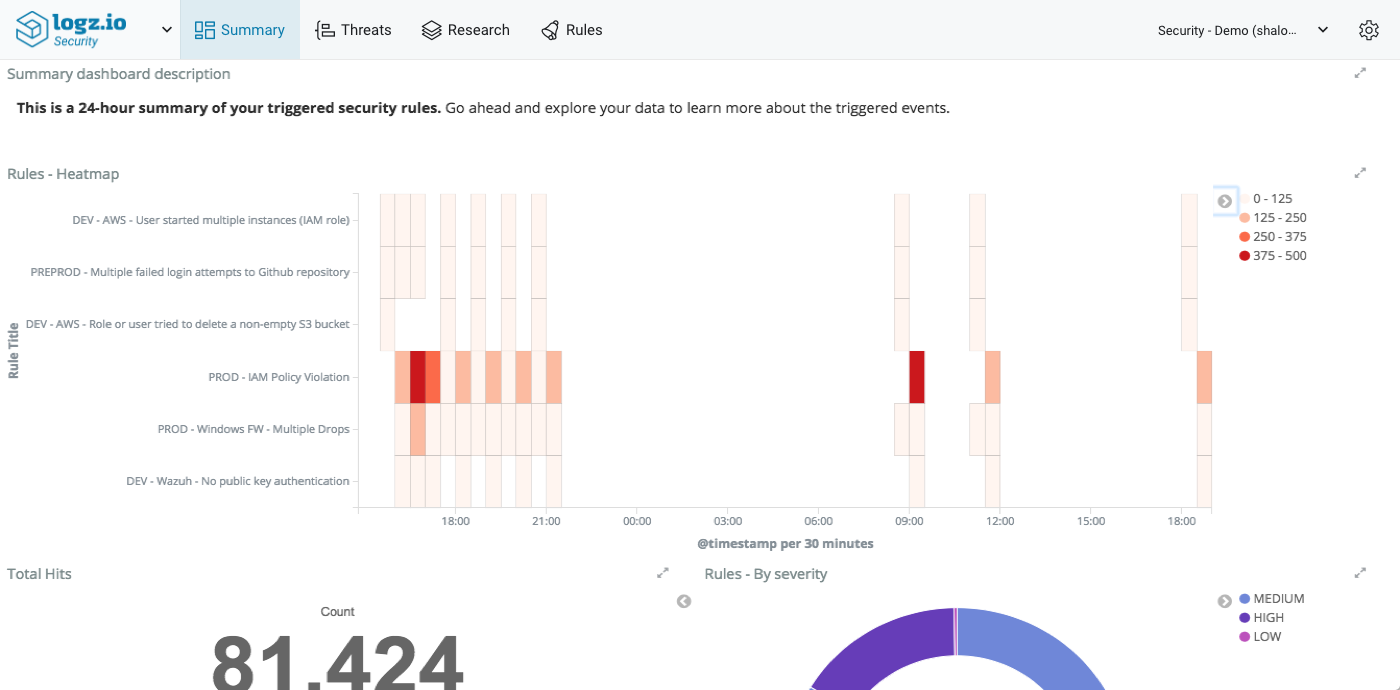 logz.io
Security
Summary
Threats
Research
Rules
Security - Demo (shalo...
Summary dashboard description
This is a 24-hour summary of your triggered security rules. Go ahead and explore your data to learn more about the triggered events.
Rules - Heatmap
Rule Title
DEV - AWS - User started multiple instances (IAM role)
PREPROD - Multiple failed login attempts to Github repository
DEV - AWS - Role or user tried to delete a non-empty S3 bucket
PROD - IAM Policy Violation
PROD - Windows FW - Multiple Drops
DEV - Wazuh - No public key authentication
0 - 125
125 - 250
250 - 375
375 - 500
18:00 21:00 00:00 03:00 06:00 09:00 12:00 15:00 18:00
@timestamp per 30 minutes
Total Hits
Count
81,424
Rules - By severity
MEDIUM
HIGH
LOW